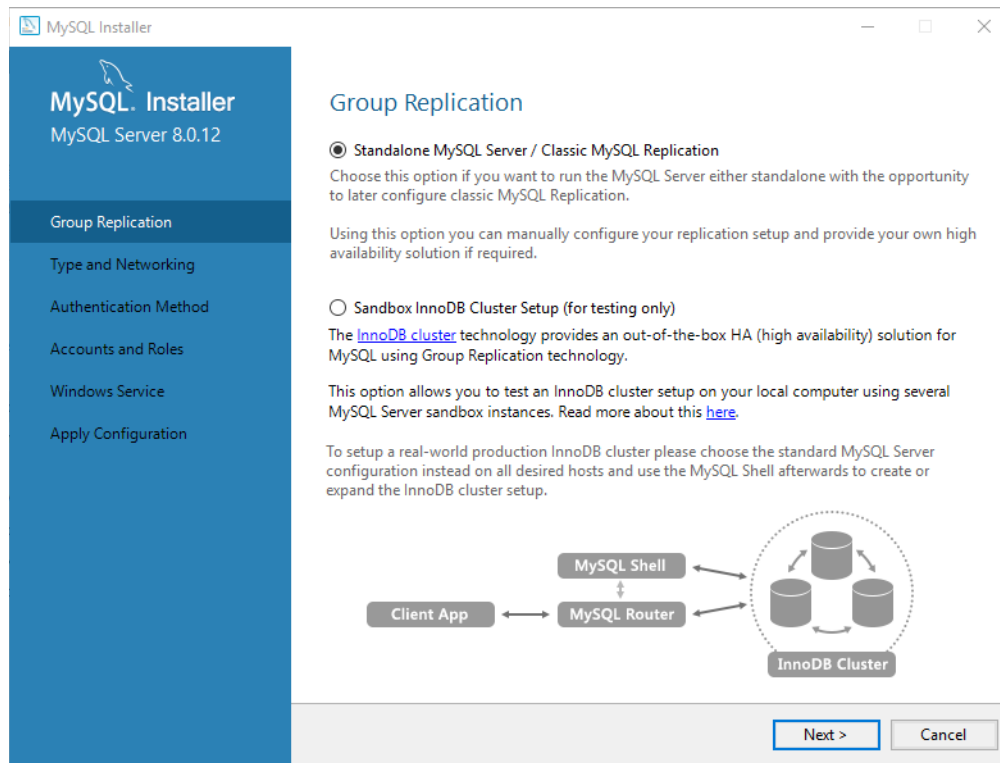 MySQL Installer
MySQL. Installer
MySQL Server 8.0.12
Group Replication
Type and Networking
Authentication Method
Accounts and Roles
Windows Service
Apply Configuration
Group Replication
Standalone MySQL Server / Classic MySQL Replication
Choose this option if you want to run the MySQL Server either standalone with the opportunity
to later configure classic MySQL Replication.
Using this option you can manually configure your replication setup and provide your own high
availability solution if required.
Sandbox InnoDB Cluster Setup (for testing only)
The InnoDB cluster technology provides an out-of-the-box HA (high availability) solution for
MySQL using Group Replication technology.
This option allows you to test an InnoDB cluster setup on your local computer using several
MySQL Server sandbox instances. Read more about this here.
To setup a real-world production InnoDB cluster please choose the standard MySQL Server
configuration instead on all desired hosts and use the MySQL Shell afterwards to create or
expand the InnoDB cluster setup.
MySQL Shell
Client App
MySQL Router
InnoDB Cluster
Next >
Cancel